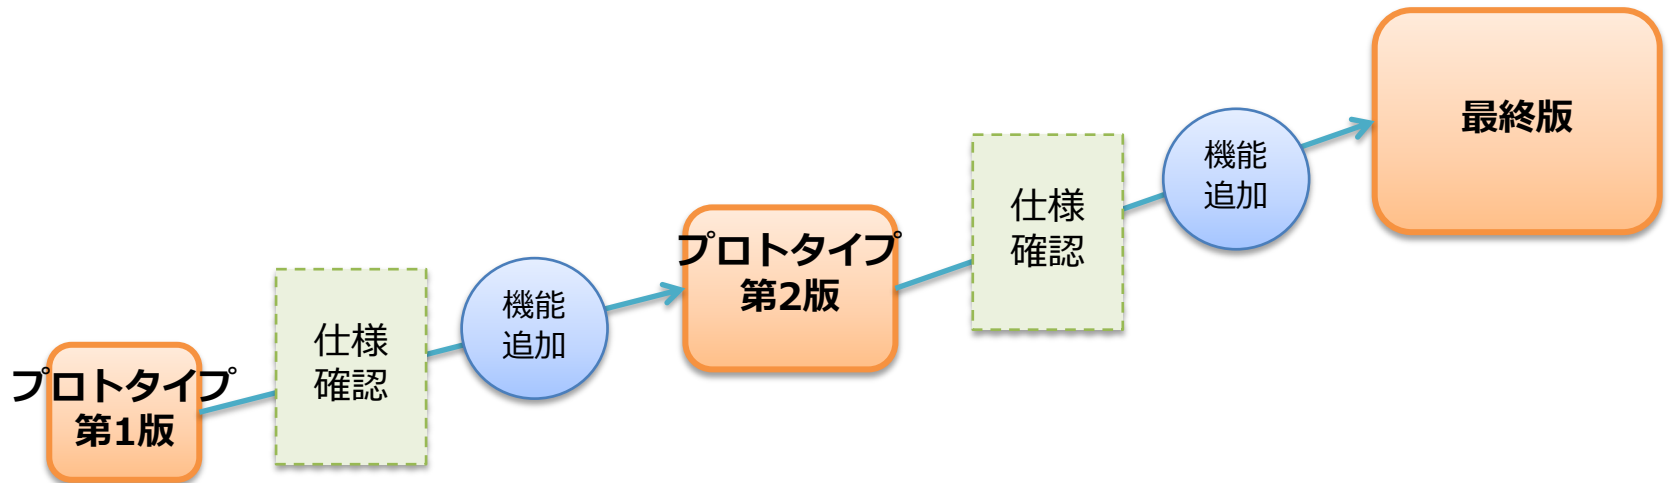 プロトタイプ
第1版
仕様
確認
機能
追加
プロトタイプ
第2版
仕様
確認
機能
追加
最終版